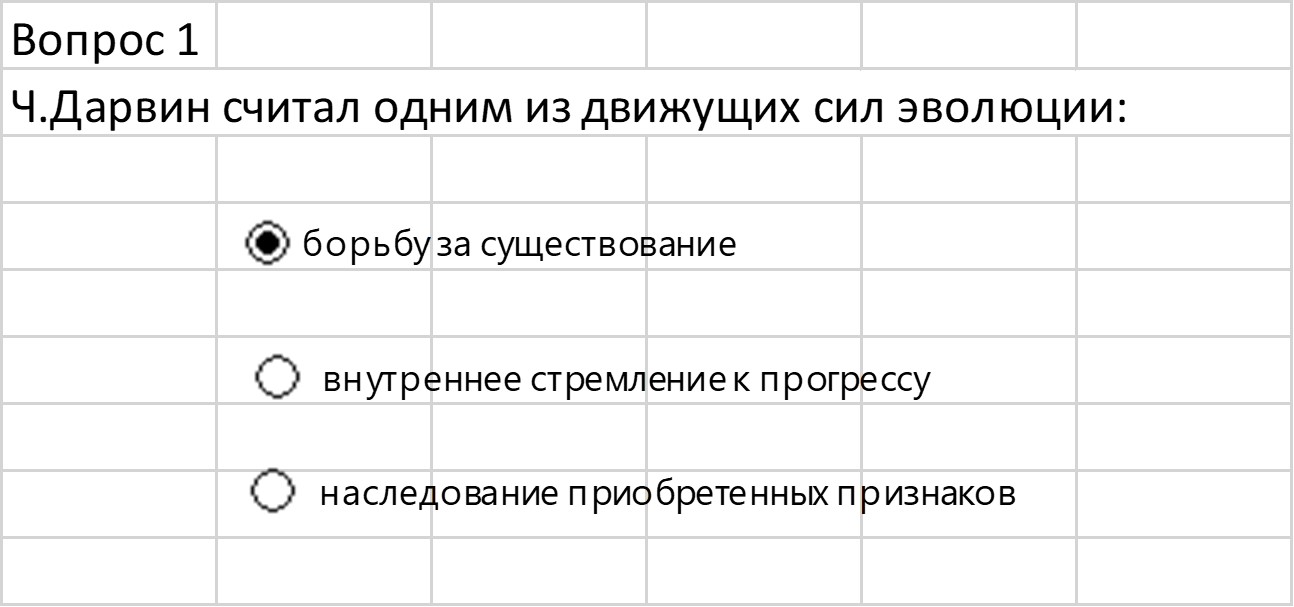 Вопрос 1
Ч.Дарвин считал одним из движущих сил эволюции:
борьбу за существование
внутреннее стремление к прогрессу
наследование приобретенных признаков